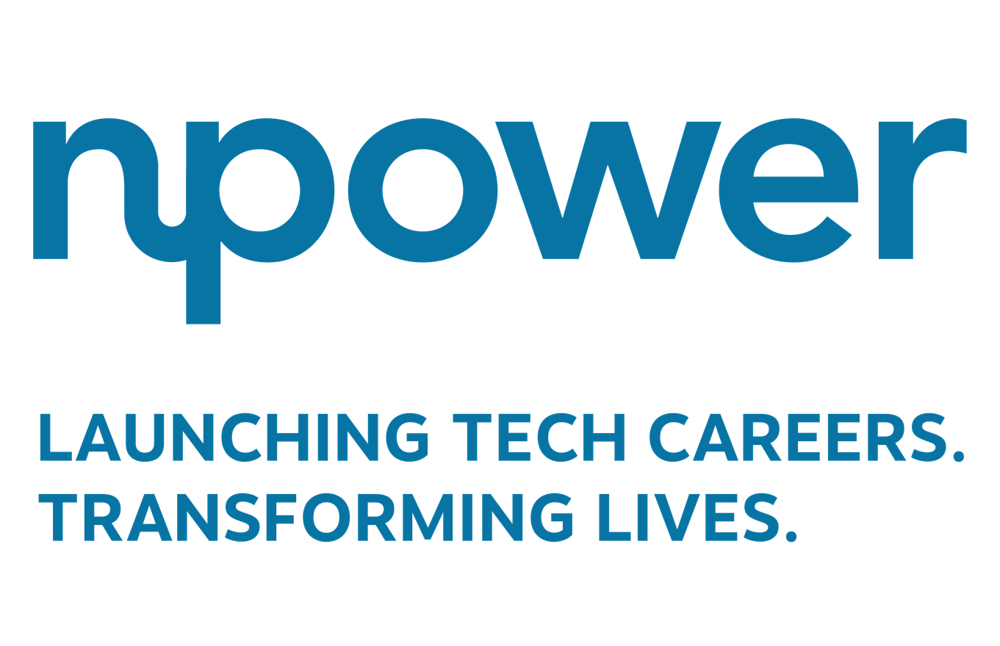 npower
LAUNCHING TECH CAREERS.
TRANSFORMING LIVES.